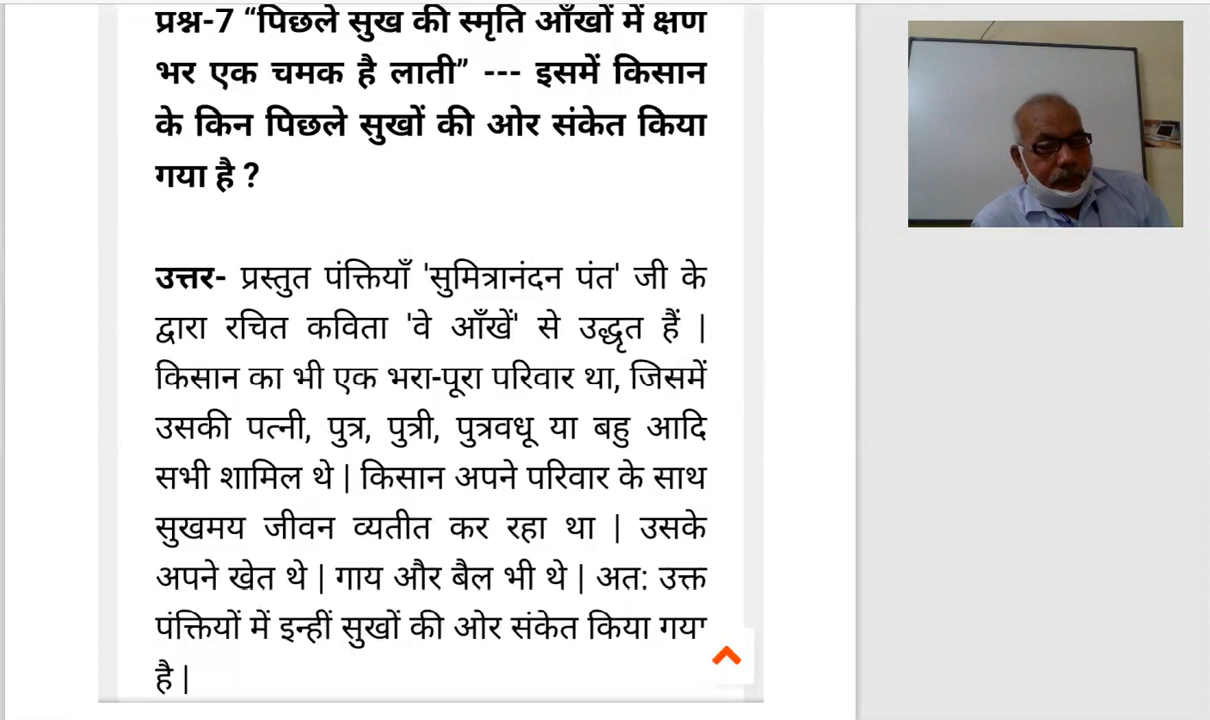 प्रश्न-7 “पिछले सुख की स्मृति आँखों में क्षण
भर एक चमक है लाती” --- इसमें किसान
के किन पिछले सुखों की ओर संकेत किया
गया है ?
उत्तर- प्रस्तुत पंक्तियाँ 'सुमित्रानंदन पंत' जी के
द्वारा रचित कविता 'वे आँखें' से उद्धृत हैं |
किसान का भी एक भरा-पूरा परिवार था, जिसमें
उसकी पत्नी, पुत्र, पुत्री, पुत्रवधू या बहु आदि
सभी शामिल थे | किसान अपने परिवार के साथ
सुखमय जीवन व्यतीत कर रहा था | उसके
अपने खेत थे | गाय और बैल भी थे | अत: उक्त
पंक्तियों में इन्हीं सुखों की ओर संकेत किया गया
है |